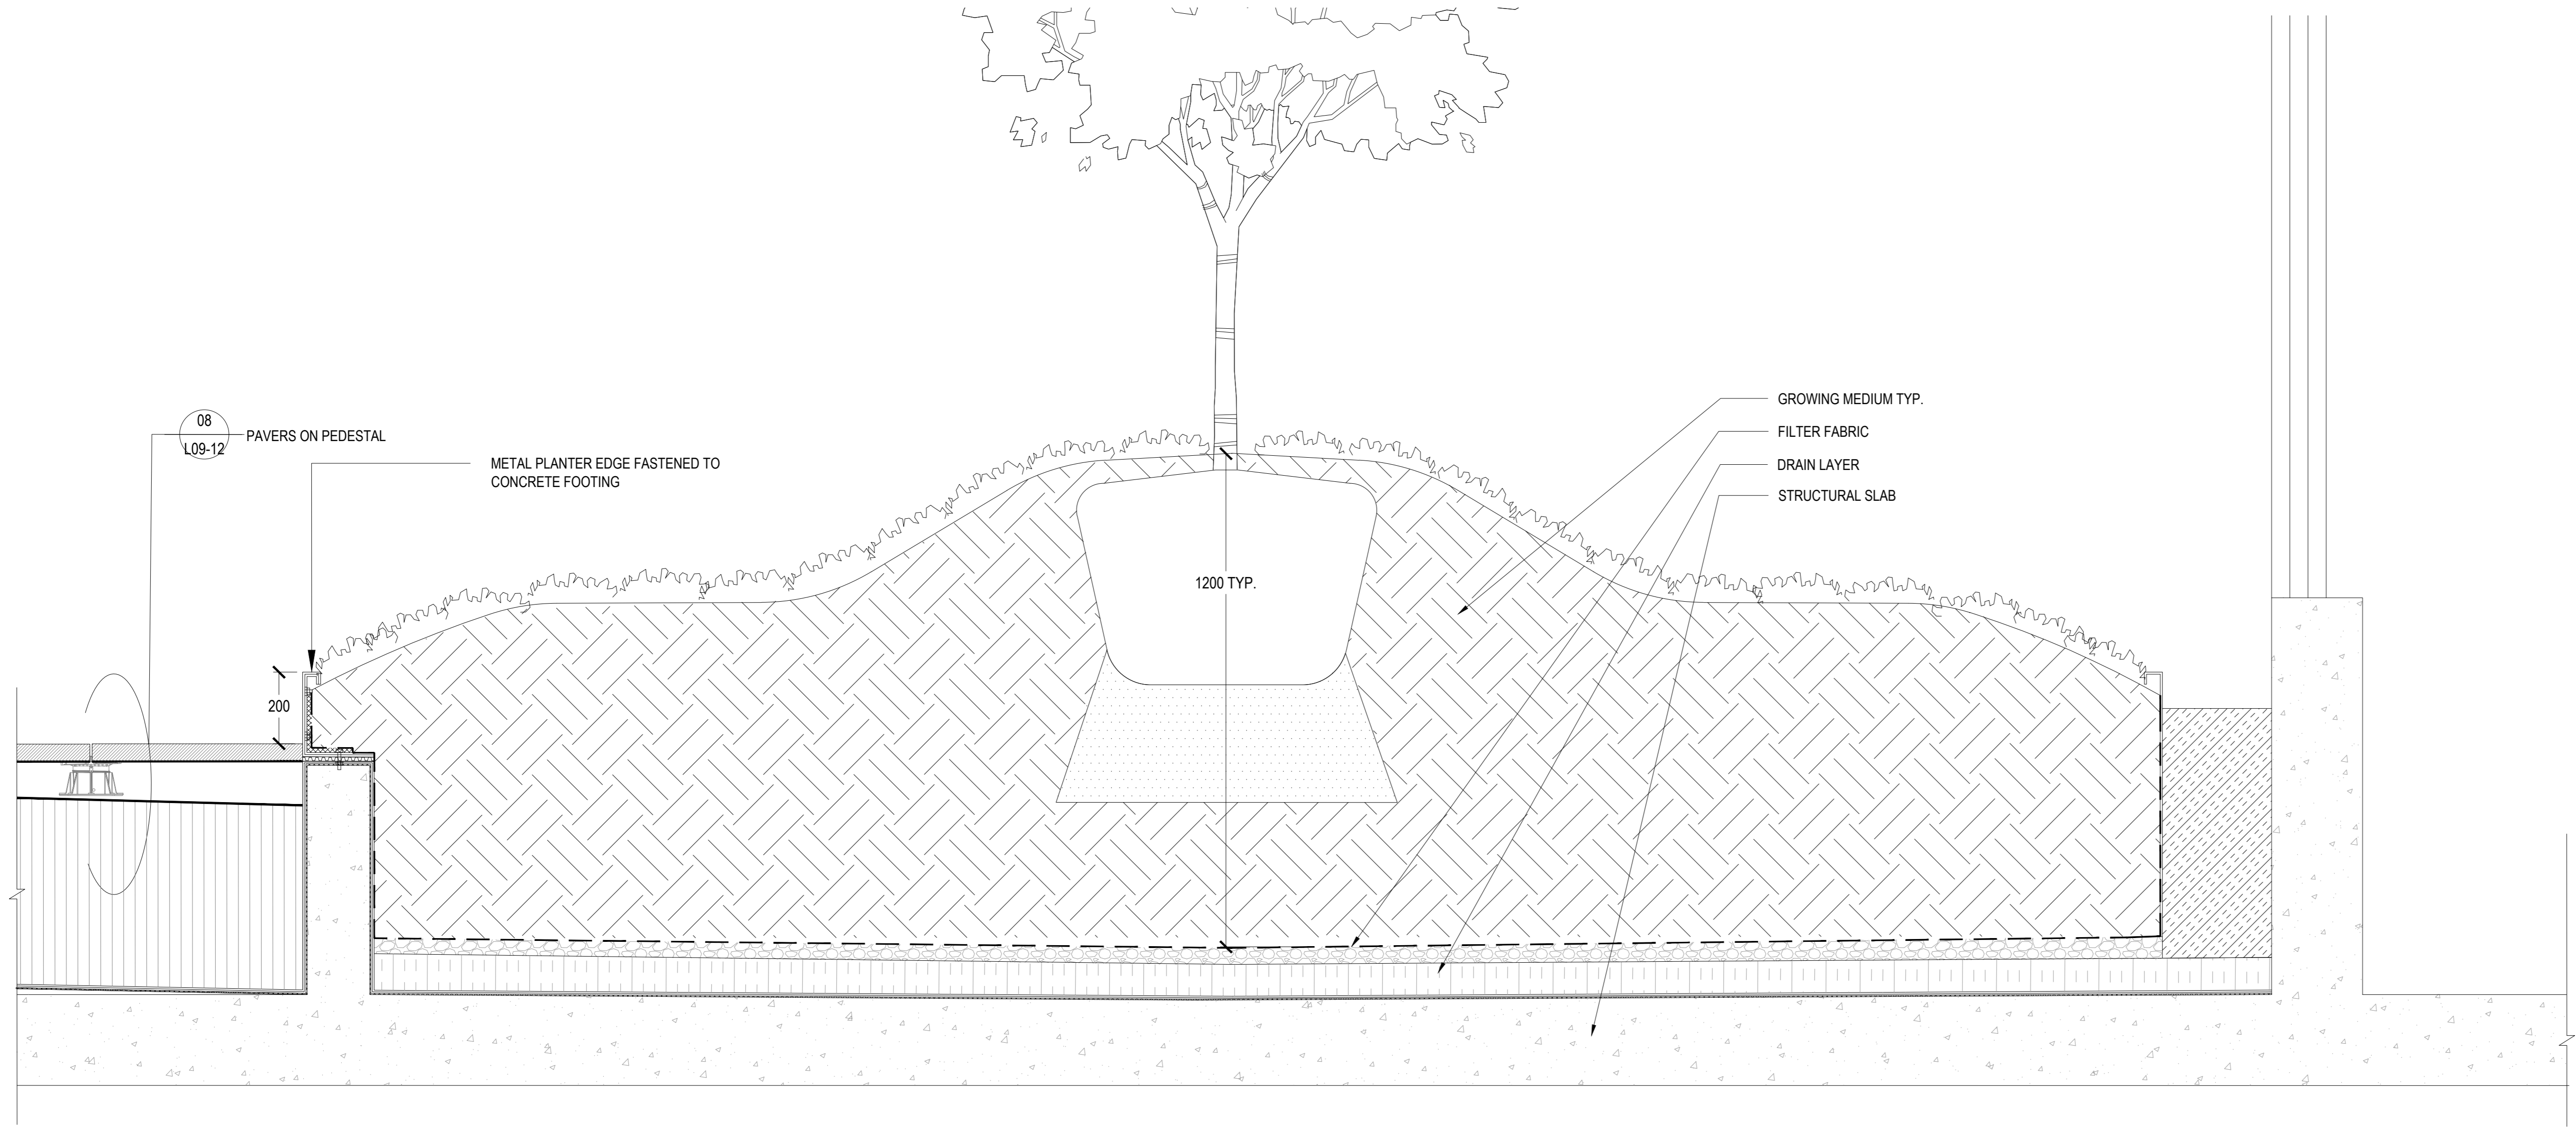 08
L09-12
PAVERS ON PEDESTAL
METAL PLANTER EDGE FASTENED TO
CONCRETE FOOTING
GROWING MEDIUM TYP.
FILTER FABRIC
DRAIN LAYER
STRUCTURAL SLAB
1200 TYP.
200